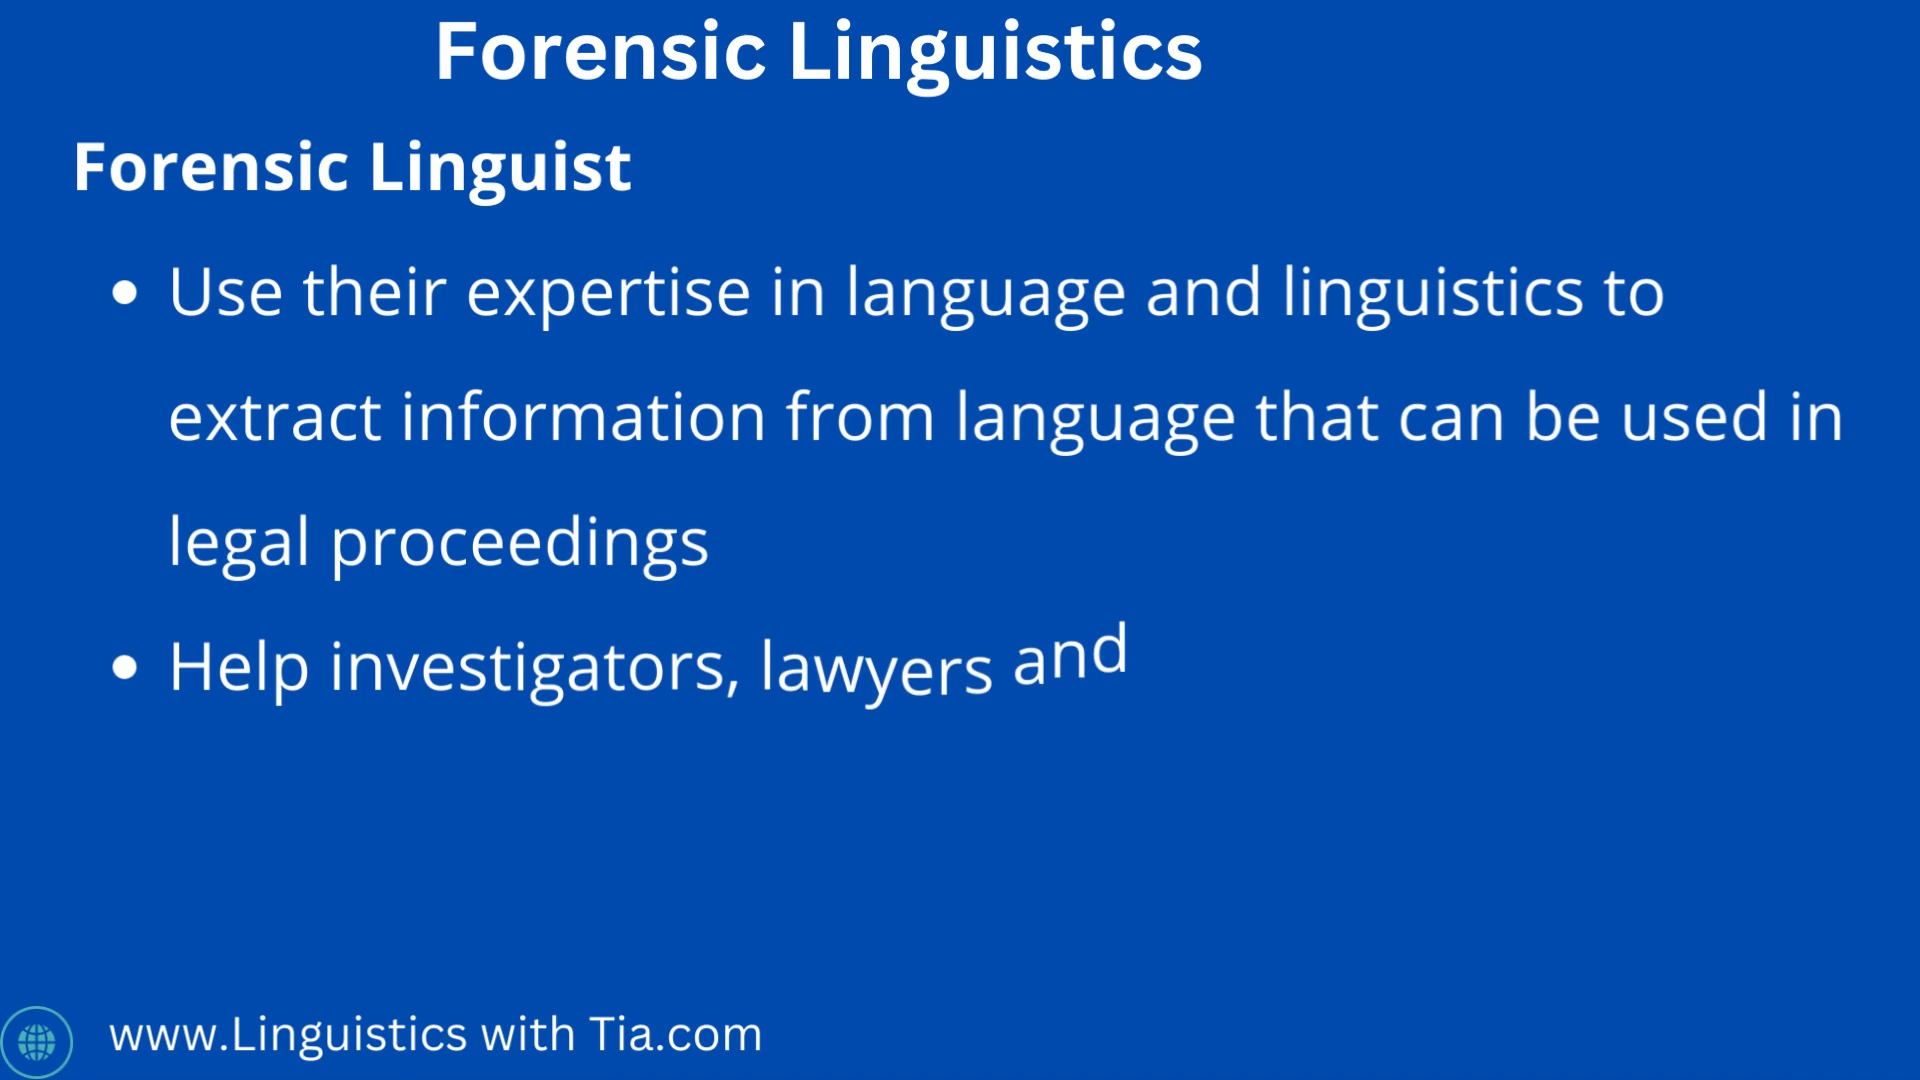 Forensic Linguistics
Forensic Linguist
• Use their expertise in language and linguistics to
extract information from language that can be used in
legal proceedings
• Help investigators, lawyers and
www.Linguistics with Tia.com